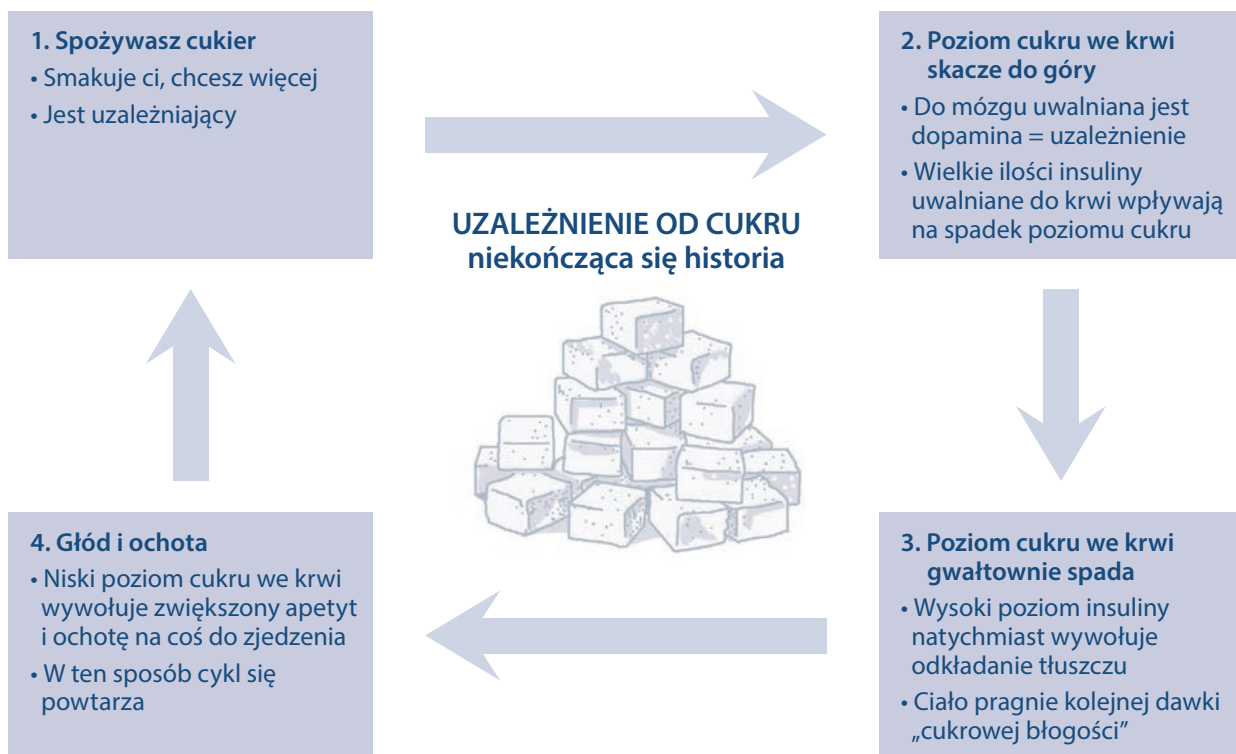 1. Spożywasz cukier
• Smakuje ci, chcesz więcej
• Jest uzależniający
2. Poziom cukru we krwi
skacze do góry
• Do mózgu uwalniana jest
dopamina = uzależnienie
• Wielkie ilości insuliny
uwalniane do krwi wpływają
na spadek poziomu cukru
UZALEŻNIENIE OD CUKRU
niekończąca się historia
3. Poziom cukru we krwi
gwałtownie spada
• Wysoki poziom insuliny
natychmiast wywołuje
odkładanie tłuszczu
• Ciało pragnie kolejnej dawki
„cukrowej błogości”
4. Głód i ochota
• Niski poziom cukru we krwi
wywołuje zwiększony apetyt
i ochotę na coś do zjedzenia
• W ten sposób cykl się
powtarza